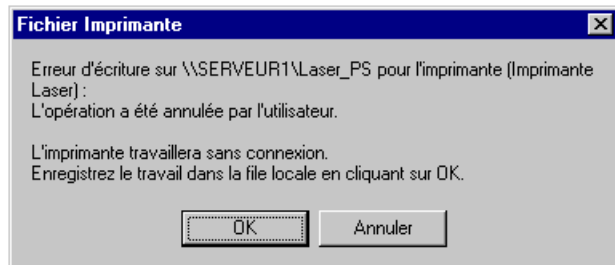 Fichier Imprimante
Erreur d'écriture sur \\SERVEUR1\Laser_PS pour l'imprimante (Imprimante
Laser) :
L'opération a été annulée par l'utilisateur.
L'imprimante travaillera sans connexion.
Enregistrez le travail dans la file locale en cliquant sur OK.
OK
Annuler